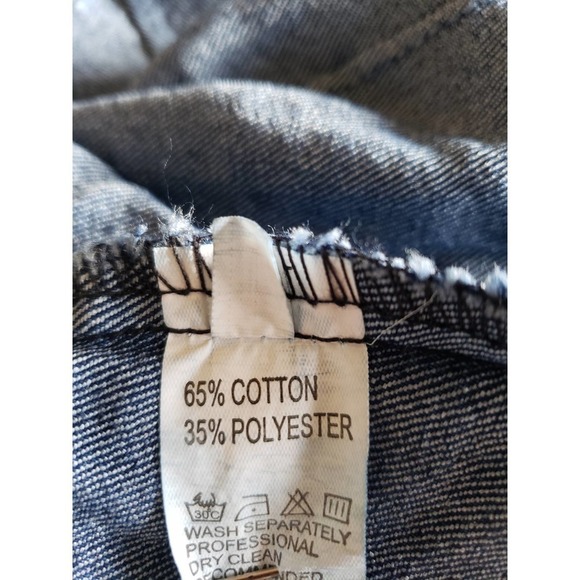 65% COTTON
35% POLYESTER
30C
WASH SEPARATELY
PROFESSIONAL
DRY CLEAN